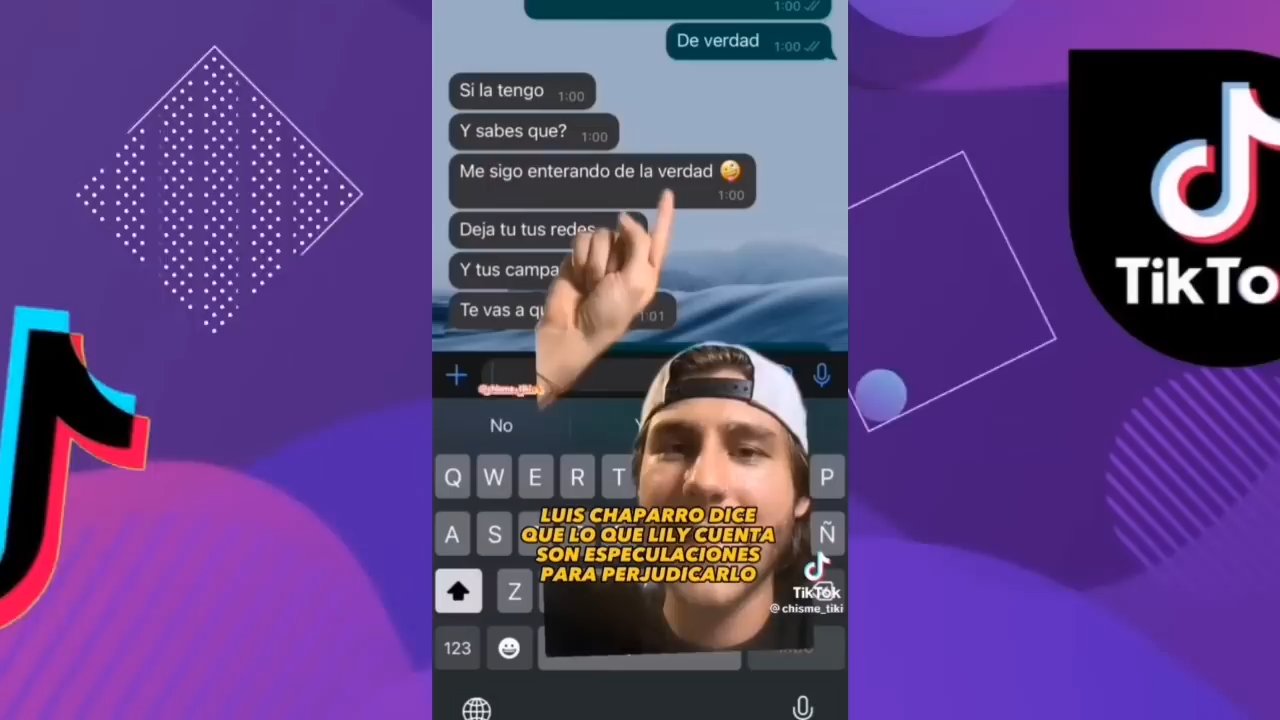 1:00
De verdad 1:00
Si la tengo 1:00
Y sabes que? 1:00
Me sigo enterando de la verdad
1:00
Deja tu tus redes
Y tus campa
Te vas a qu 1:01
No
Q W E R T P
A S Ñ
Z
123
LUIS CHAPARRO DICE
QUE LO QUE LILY CUENTA
SON ESPECULACIONES
PARA PERJUDICARLO
TikTok
@chisme_tiki
TikTo